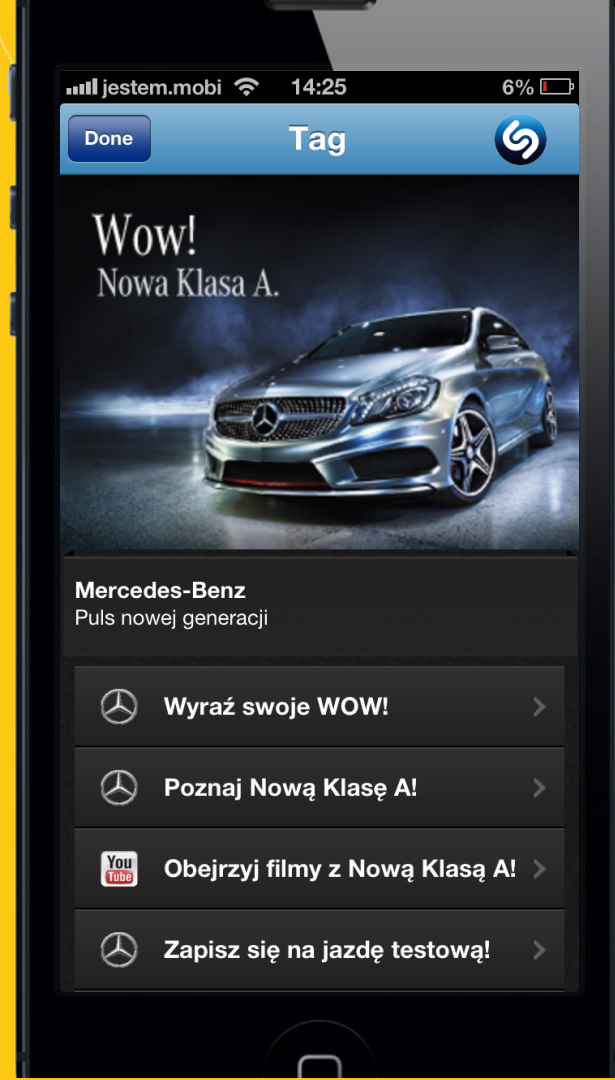 jestem.mobi 14:25 6%
Done Tag
Wow!
Nowa Klasa A.
Mercedes-Benz
Puls nowej generacji
Wyraź swoje WOW!
Poznaj Nową Klasę A!
You
Tube
Obejrzyj filmy z Nową Klasą A!
Zapisz się na jazdę testową!